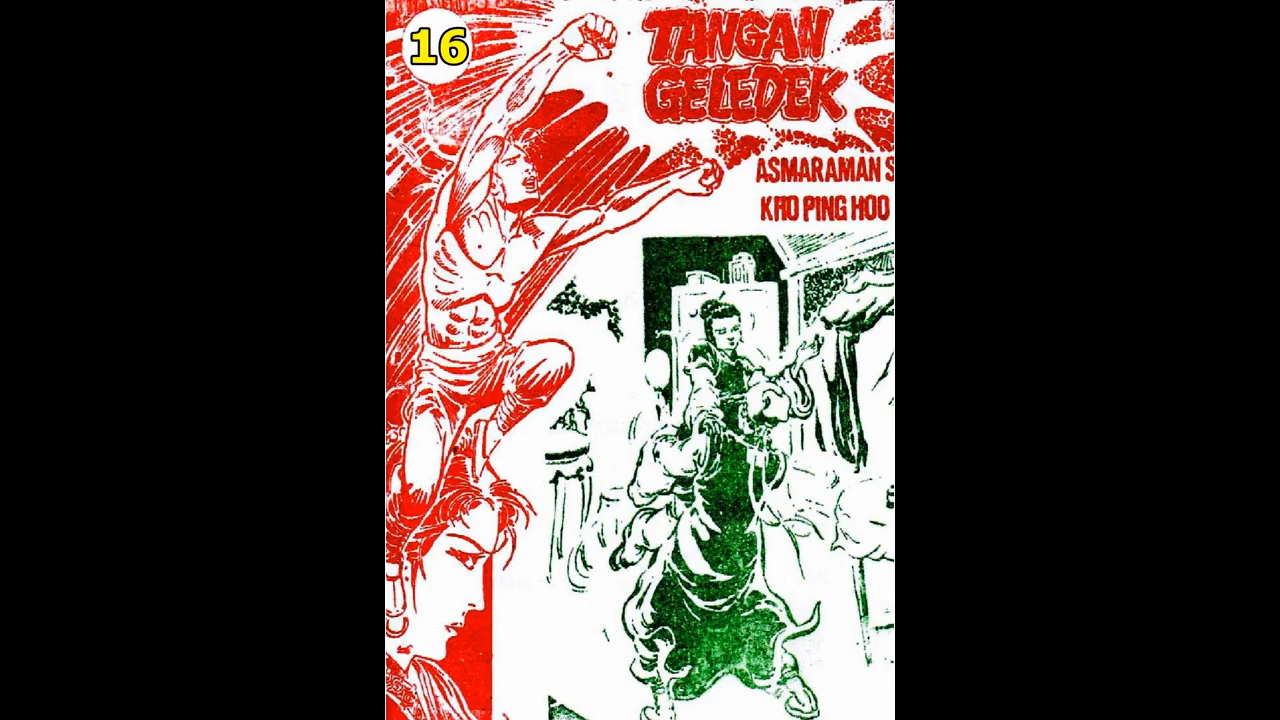 16
TANGAN
GELEDEK
ASMARAMAN S
KHO PING HOO